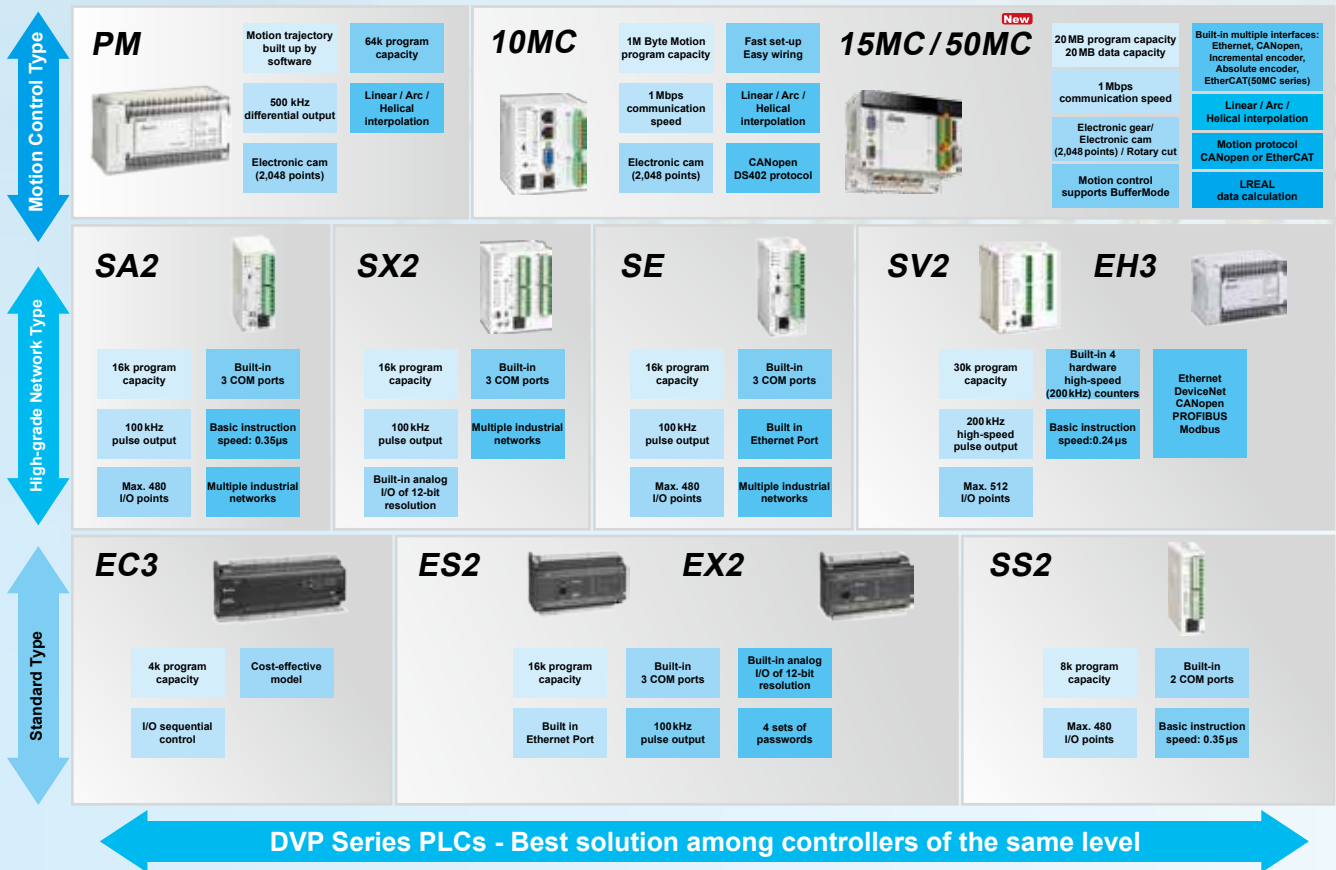 Motion Control Type
PM
Motion trajectory
built up by
software
64k program
capacity
500 kHz
differential output
Linear / Arc /
Helical
interpolation
Electronic cam
(2,048 points)
10MC
1M Byte Motion
program capacity
Fast set-up
Easy wiring
1 Mbps
communication
speed
Linear / Arc /
Helical
interpolation
Electronic cam
(2,048 points)
CANopen
DS402 protocol
New
15MC / 50MC
20 MB program capacity
20 MB data capacity
Built-in multiple interfaces:
Ethernet, CANopen,
Incremental encoder,
Absolute encoder,
EtherCAT(50MC series)
1 Mbps
communication speed
Linear / Arc /
Helical interpolation
Electronic gear/
Electronic cam
(2,048 points) / Rotary cut
Motion protocol
CANopen or EtherCAT
Motion control
supports BufferMode
LREAL
data calculation
High-grade Network Type
SA2
16k program
capacity
Built-in
3 COM ports
100 kHz
pulse output
Basic instruction
speed: 0.35μs
Max. 480
I/O points
Multiple industrial
networks
SX2
16k program
capacity
Built-in
3 COM ports
100 kHz
pulse output
Multiple industrial
networks
Built-in analog
I/O of 12-bit
resolution
SE
16k program
capacity
Built-in
3 COM ports
100 kHz
pulse output
Built in
Ethernet Port
Max. 480
I/O points
Multiple industrial
networks
SV2
EH3
30k program
capacity
Built-in 4
hardware
high-speed
(200 kHz) counters
Ethernet
DeviceNet
CANopen
PROFIBUS
Modbus
200 kHz
high-speed
pulse output
Basic instruction
speed:0.24 μs
Max. 512
I/O points
Standard Type
EC3
4k program
capacity
Cost-effective
model
I/O sequential
control
ES2
EX2
16k program
capacity
Built-in
3 COM ports
Built-in analog
I/O of 12-bit
resolution
Built in
Ethernet Port
100 kHz
pulse output
4 sets of
passwords
SS2
8k program
capacity
Built-in
2 COM ports
Max. 480
I/O points
Basic instruction
speed: 0.35 μs
DVP Series PLCs - Best solution among controllers of the same level